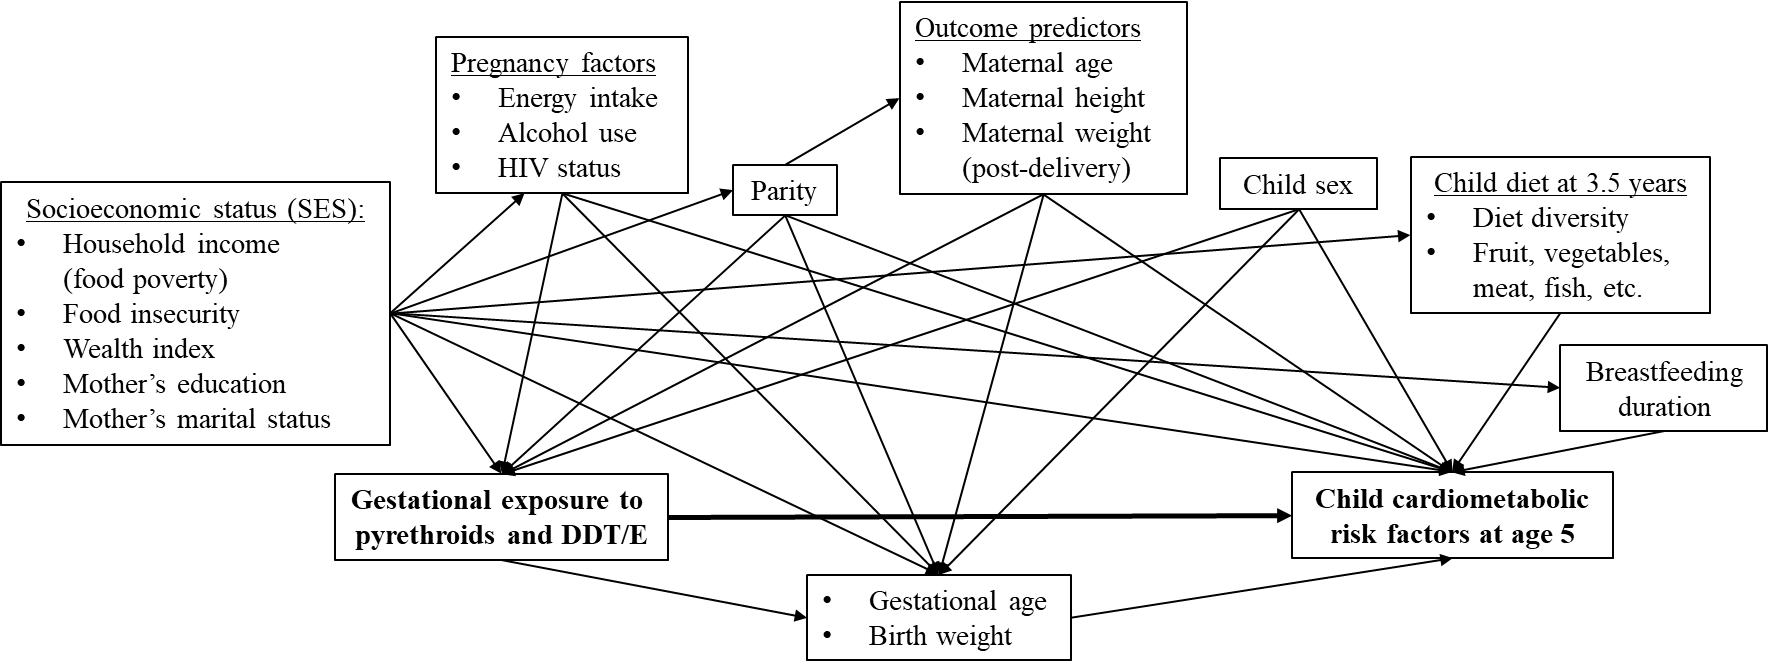 Outcome predictors
• Maternal age
• Maternal height
• Maternal weight
(post-delivery)
Pregnancy factors
• Energy intake
• Alcohol use
• HIV status
Parity
Child sex
Child diet at 3.5 years
• Diet diversity
• Fruit, vegetables,
meat, fish, etc.
Socioeconomic status (SES):
• Household income
(food poverty)
• Food insecurity
• Wealth index
• Mother’s education
• Mother’s marital status
Breastfeeding
duration
Gestational exposure to
pyrethroids and DDT/E
Child cardiometabolic
risk factors at age 5
• Gestational age
• Birth weight